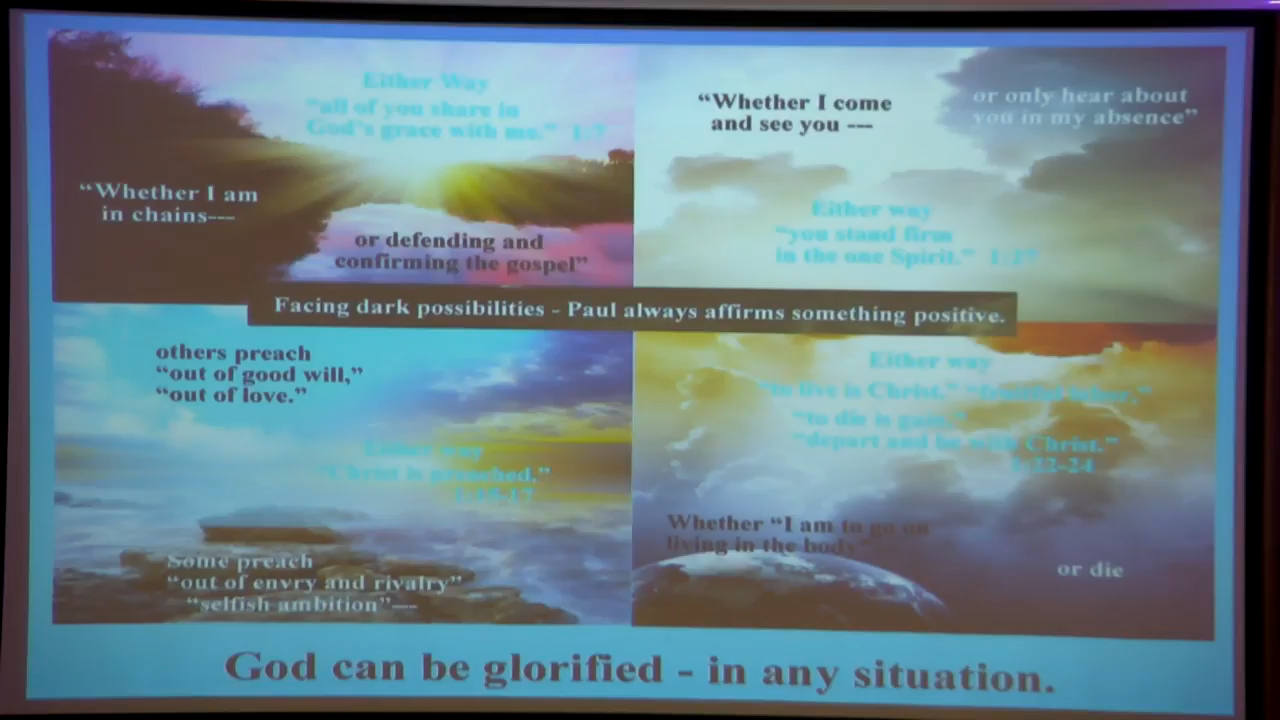 Either Way
“all of you share in
God’s grace with me.” 1:7
“Whether I am
in chains---
or defending and
confirming the gospel”
“Whether I come
and see you ---
or only hear about
you in my absence”
Either way
“you stand firm
in the one Spirit.” 1:27
Facing dark possibilities - Paul always affirms something positive.
others preach
“out of good will,”
“out of love.”
Either way
“Christ is preached,”
Some preach
“out of envry and rivalry”
“selfish ambition”---
Either way
“to live is Christ,” “fruitful labor,”
“to die is gain,”
“depart and be with Christ.”
1:22-24
Whether “I am to go on
living in the body”
or die
God can be glorified - in any situation.